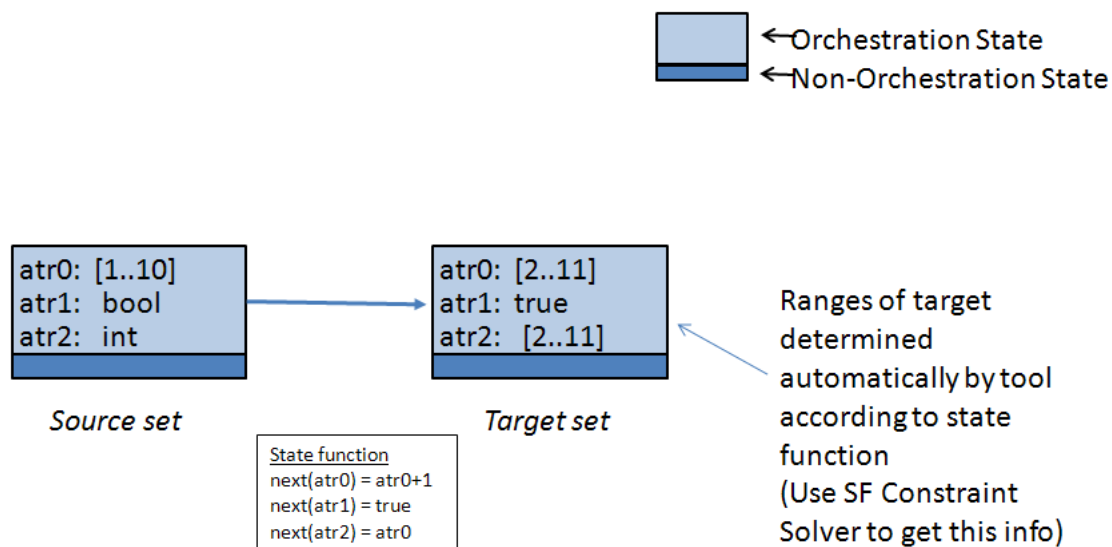 Orchestration State
Non-Orchestration State
atr0: [1..10]
atr1: bool
atr2: int
Source set
atr0: [2..11]
atr1: true
atr2: [2..11]
Target set
State function
next(atr0) = atr0+1
next(atr1) = true
next(atr2) = atr0
Ranges of target
determined
automatically by tool
according to state
function
(Use SF Constraint
Solver to get this info)